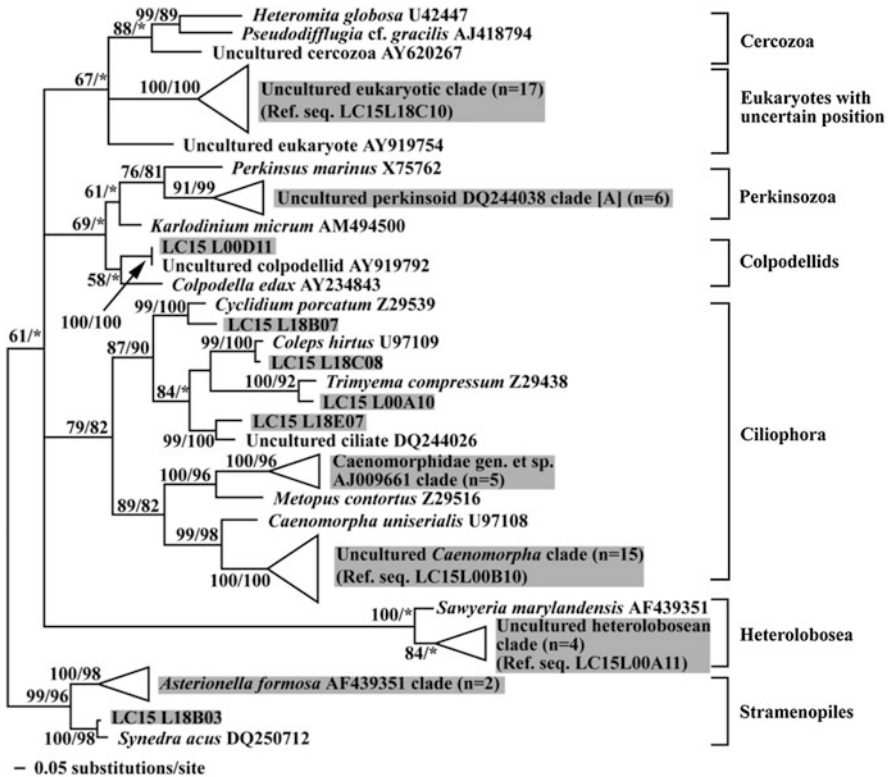 99/89
Heteromita globosa U42447
88/*
Pseudodifflugia cf. gracilis AJ418794
Uncultured cercozoa AY620267
Cercozoa
67/*
100/100
Uncultured eukaryotic clade (n=17)
(Ref. seq. LC15L18C10)
Eukaryotes with
uncertain position
Uncultured eukaryote AY919754
76/81
Perkinsus marinus X75762
61/*
91/99
Uncultured perkinsoid DQ244038 clade [A] (n=6)
Perkinsozoa
69/*
Karlodinium micrum AM494500
LC15 L00D11
Uncultured colpodellid AY919792
Colpodellids
58/*
Colpodella edax AY234843
100/100
99/100
Cyclidium porcatum Z29539
LC15 L18B07
61/*
87/90
99/100
Coleps hirtus U97109
LC15 L18C08
100/92
Trimyema compressum Z29438
84/*
LC15 L00A10
LC15 L18E07
79/82
99/100
Uncultured ciliate DQ244026
Ciliophora
100/96
Caenomorphidae gen. et sp.
AJ009661 clade (n=5)
100/96
Metopus contortus Z29516
89/82
Caenomorpha uniserialis U97108
99/98
Uncultured Caenomorpha clade (n=15)
(Ref. seq. LC15L00B10)
100/100
100/*
Sawyeria marylandensis AF439351
Uncultured heterolobosean
clade (n=4)
(Ref. seq. LC15L00A11)
84/*
Heterolobosea
100/98
Asterionella formosa AF439351 clade (n=2)
99/96
LC15 L18B03
Stramenopiles
100/98
Synedra acus DQ250712
0.05 substitutions/site